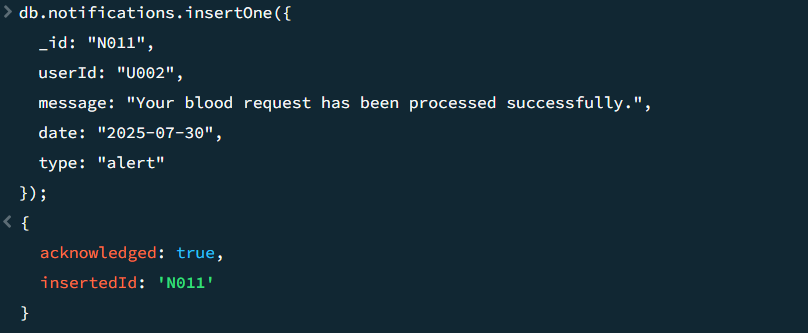 > db.notifications.insertOne({
_id: "N011",
userId: "U002",
message: "Your blood request has been processed successfully.",
date: "2025-07-30",
type: "alert"
});
< {
acknowledged: true,
insertedId: 'N011'
}